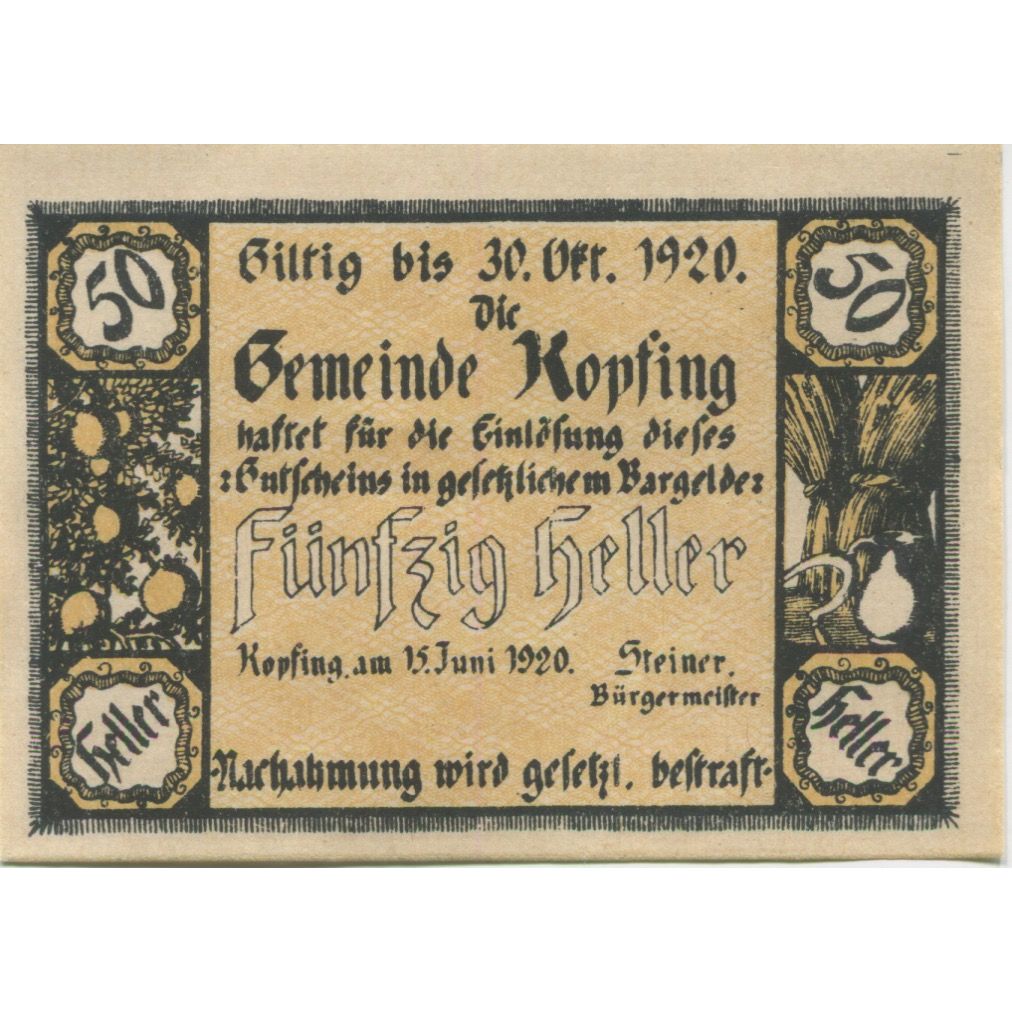 50
50
Giltig bis 30. Okt. 1920.
Die
Gemeinde Kopfing
haftet für die Einlösung dieses
:Gutscheins in gesetzlichem Bargelde:
Fünfzig Heller
Kopfing, am 15. Juni 1920.
Steiner,
Bürgermeister
Heller
Heller
·Nachahmung wird gesetzl. bestraft·